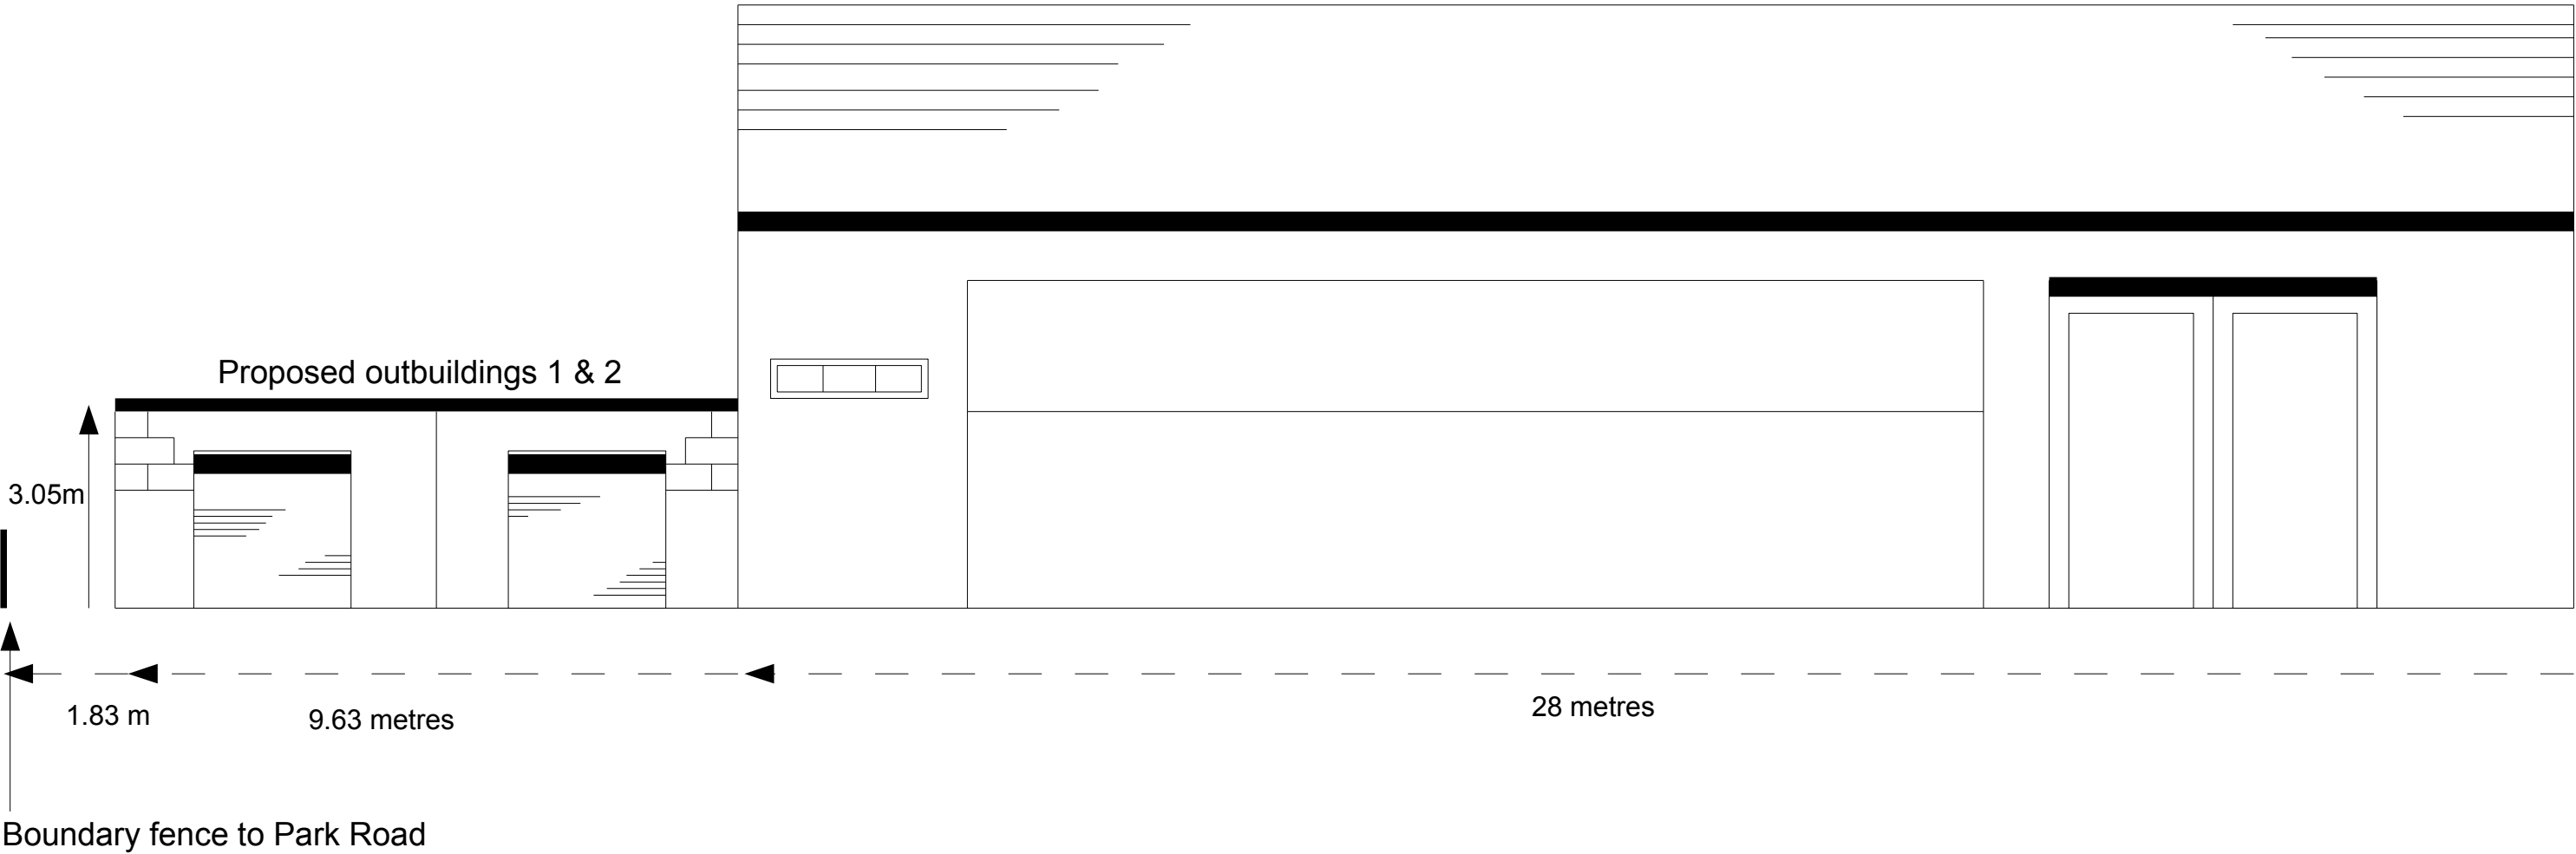 Proposed outbuildings 1 & 2
3.05m
1.83 m
9.63 metres
28 metres
Boundary fence to Park Road